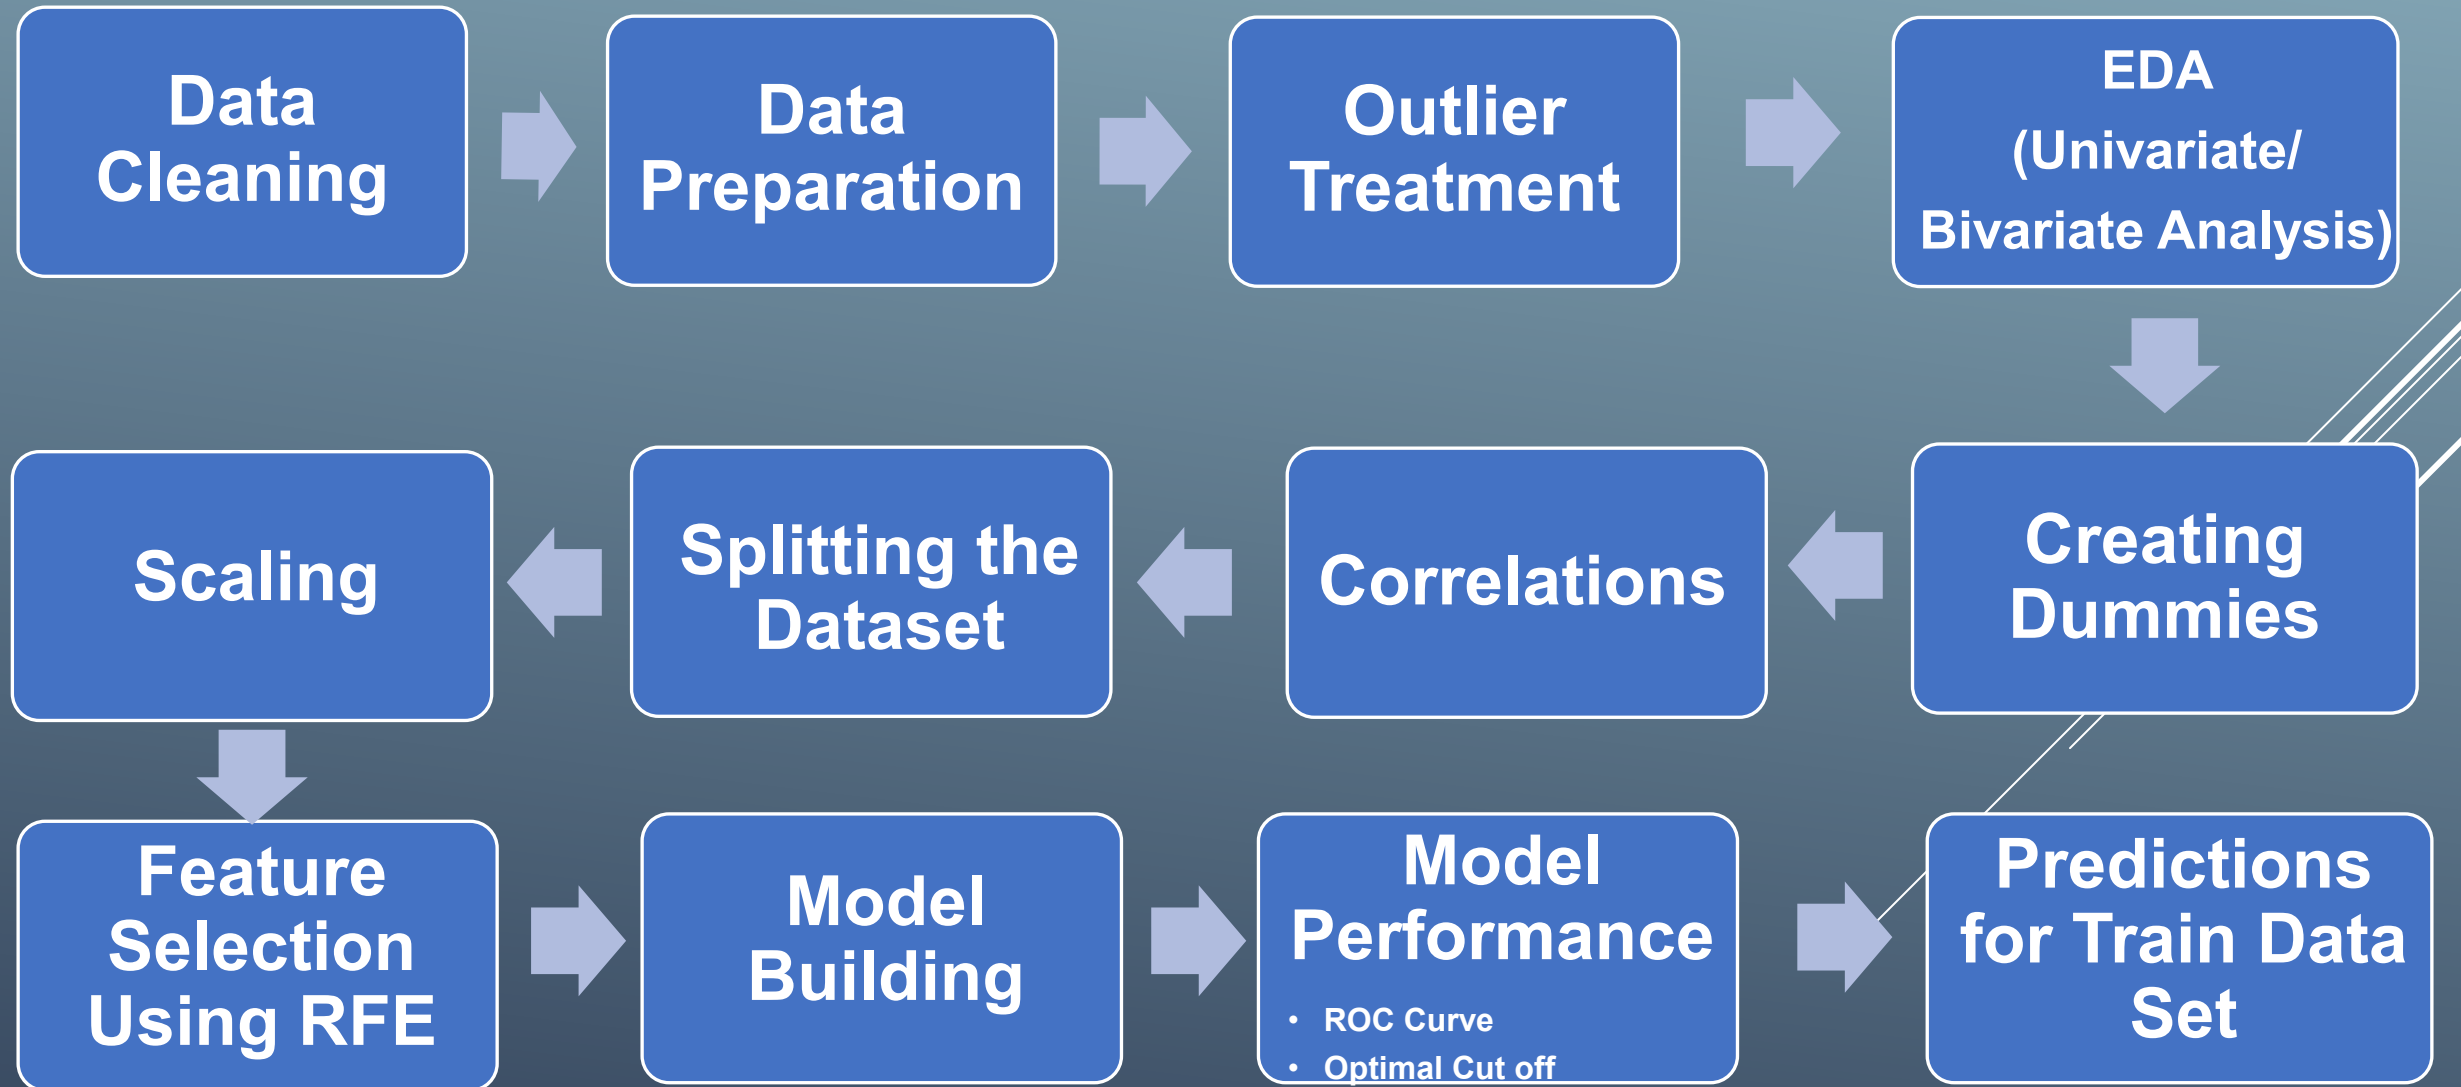 Data
Cleaning
Data
Preparation
Outlier
Treatment
EDA
(Univariate/
Bivariate Analysis)
Creating
Dummies
Correlations
Splitting the
Dataset
Scaling
Feature
Selection
Using RFE
Model
Building
Model
Performance
• ROC Curve
• Optimal Cut off
Predictions
for Train Data
Set